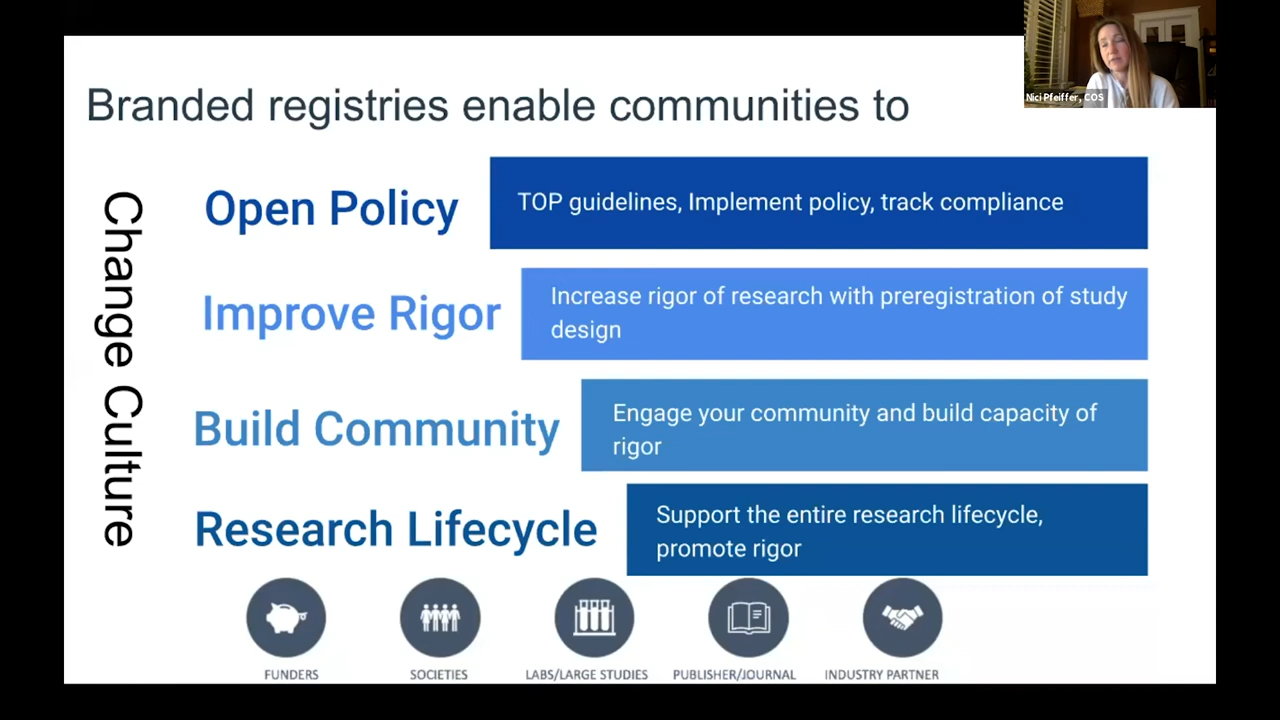 Branded registries enable communities to
Nici Pfeiffer, COS
Change Culture
Open Policy
TOP guidelines, Implement policy, track compliance
Improve Rigor
Increase rigor of research with preregistration of study
design
Build Community
Engage your community and build capacity of
rigor
Research Lifecycle
Support the entire research lifecycle,
promote rigor
FUNDERS
SOCIETIES
LABS/LARGE STUDIES
PUBLISHER/JOURNAL
INDUSTRY PARTNER